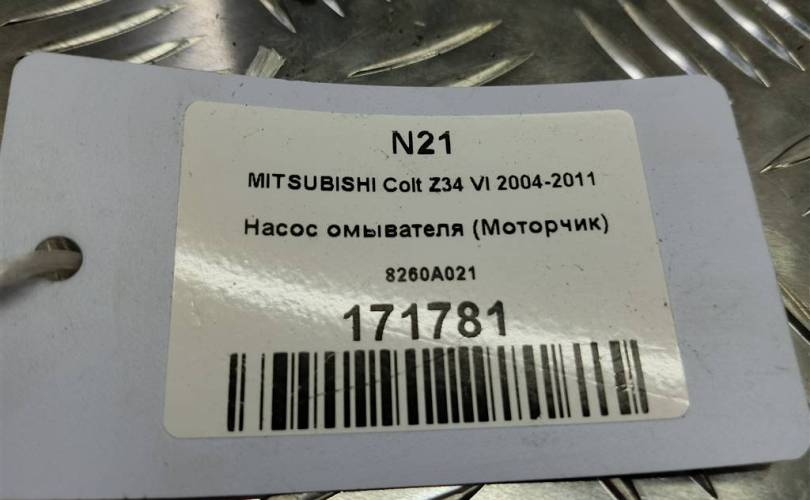 N21
MITSUBISHI Colt Z34 VI 2004-2011
Насос омывателя (Моторчик)
8260A021
171781